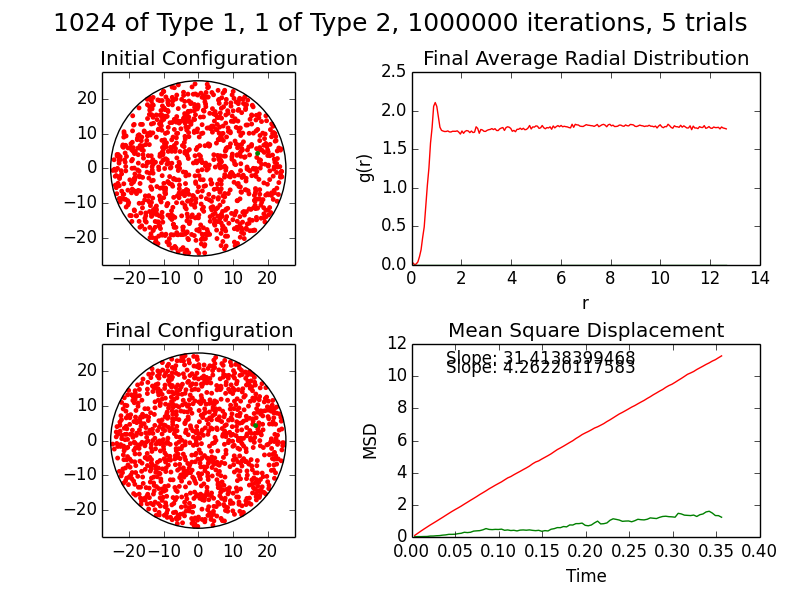 1024 of Type 1, 1 of Type 2, 1000000 iterations, 5 trials
Initial Configuration
20
10
0
−10
−20
−20 −10 0 10 20
Final Average Radial Distribution
2.5
2.0
1.5
1.0
0.5
0.0
g(r)
0 2 4 6 8 10 12 14
r
Final Configuration
20
10
0
−10
−20
−20 −10 0 10 20
Mean Square Displacement
12
10
8
6
4
2
0
MSD
Slope: 31.4138399468
Slope: 4.26220117583
0.00 0.05 0.10 0.15 0.20 0.25 0.30 0.35 0.40
Time